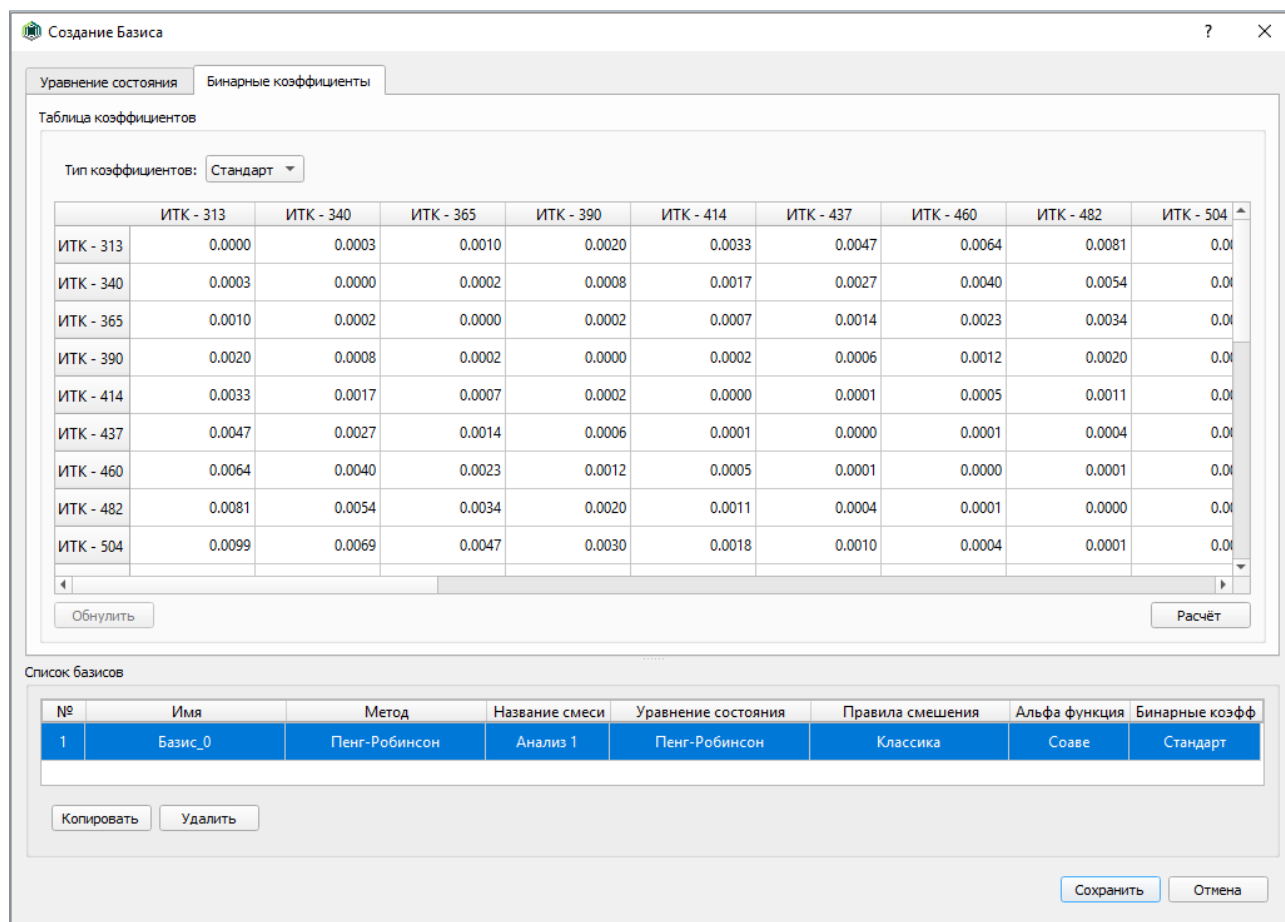 Создание Базиса ? ×
Уравнение состояния Бинарные коэффициенты
Таблица коэффициентов
Тип коэффициентов: Стандарт
ИТК - 313 ИТК - 340 ИТК - 365 ИТК - 390 ИТК - 414 ИТК - 437 ИТК - 460 ИТК - 482 ИТК - 504
ИТК - 313 0.0000 0.0003 0.0010 0.0020 0.0033 0.0047 0.0064 0.0081
ИТК - 340 0.0003 0.0000 0.0002 0.0008 0.0017 0.0027 0.0040 0.0054
ИТК - 365 0.0010 0.0002 0.0000 0.0002 0.0007 0.0014 0.0023 0.0034
ИТК - 390 0.0020 0.0008 0.0002 0.0000 0.0002 0.0006 0.0012 0.0020
ИТК - 414 0.0033 0.0017 0.0007 0.0002 0.0000 0.0001 0.0005 0.0011
ИТК - 437 0.0047 0.0027 0.0014 0.0006 0.0001 0.0000 0.0001 0.0004
ИТК - 460 0.0064 0.0040 0.0023 0.0012 0.0005 0.0001 0.0000 0.0001
ИТК - 482 0.0081 0.0054 0.0034 0.0020 0.0011 0.0004 0.0001 0.0000
ИТК - 504 0.0099 0.0069 0.0047 0.0030 0.0018 0.0010 0.0004 0.0001
Обнулить Расчёт
Список базисов
№ Имя Метод Название смеси Уравнение состояния Правила смешения Альфа функция Бинарные коэфф
1 Базис_0 Пенг-Робинсон Анализ 1 Пенг-Робинсон Классика Соаве Стандарт
Копировать Удалить
Сохранить Отмена